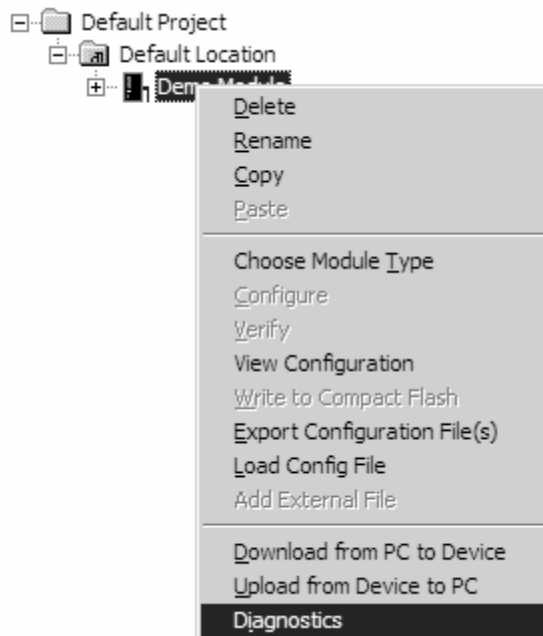 Default Project
Default Location
Demo Module
Delete
Rename
Copy
Paste
Choose Module Type
Configure
Verify
View Configuration
Write to Compact Flash
Export Configuration File(s)
Load Config File
Add External File
Download from PC to Device
Upload from Device to PC
Diagnostics